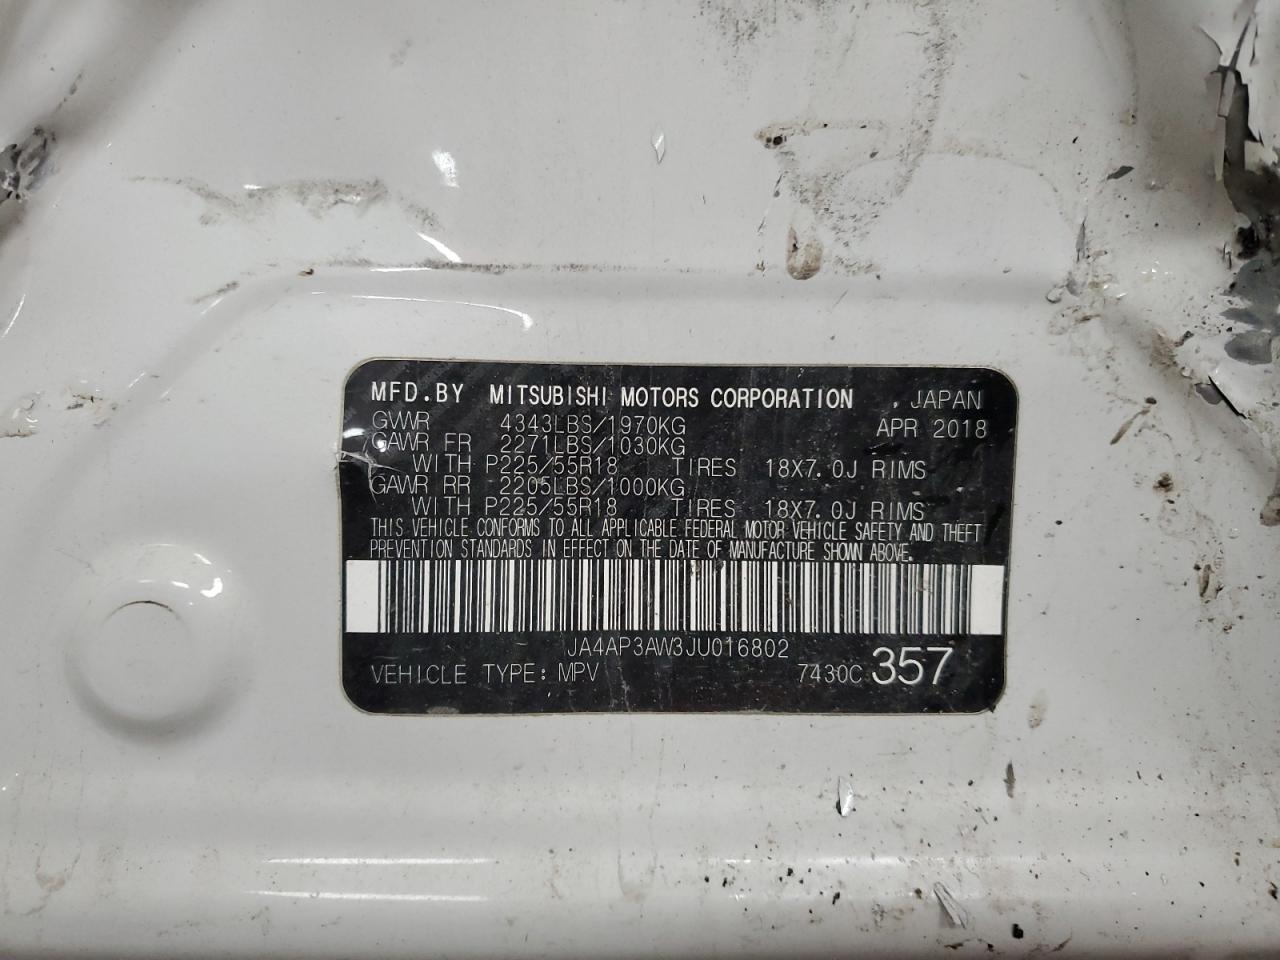 MFD.BY MITSUBISHI MOTORS CORPORATION , JAPAN
GVWR 4343LBS/1970KG APR 2018
GAWR FR 2271LBS/1030KG
WITH P225/55R18 TIRES 18X7.0J RIMS
GAWR RR 2205LBS/1000KG
WITH P225/55R18 TIRES 18X7.0J RIMS
THIS VEHICLE CONFORMS TO ALL APPLICABLE FEDERAL MOTOR VEHICLE SAFETY AND THEFT
PREVENTION STANDARDS IN EFFECT ON THE DATE OF MANUFACTURE SHOWN ABOVE.
JA4AP3AW3JU016802
VEHICLE TYPE: MPV 7430C 357